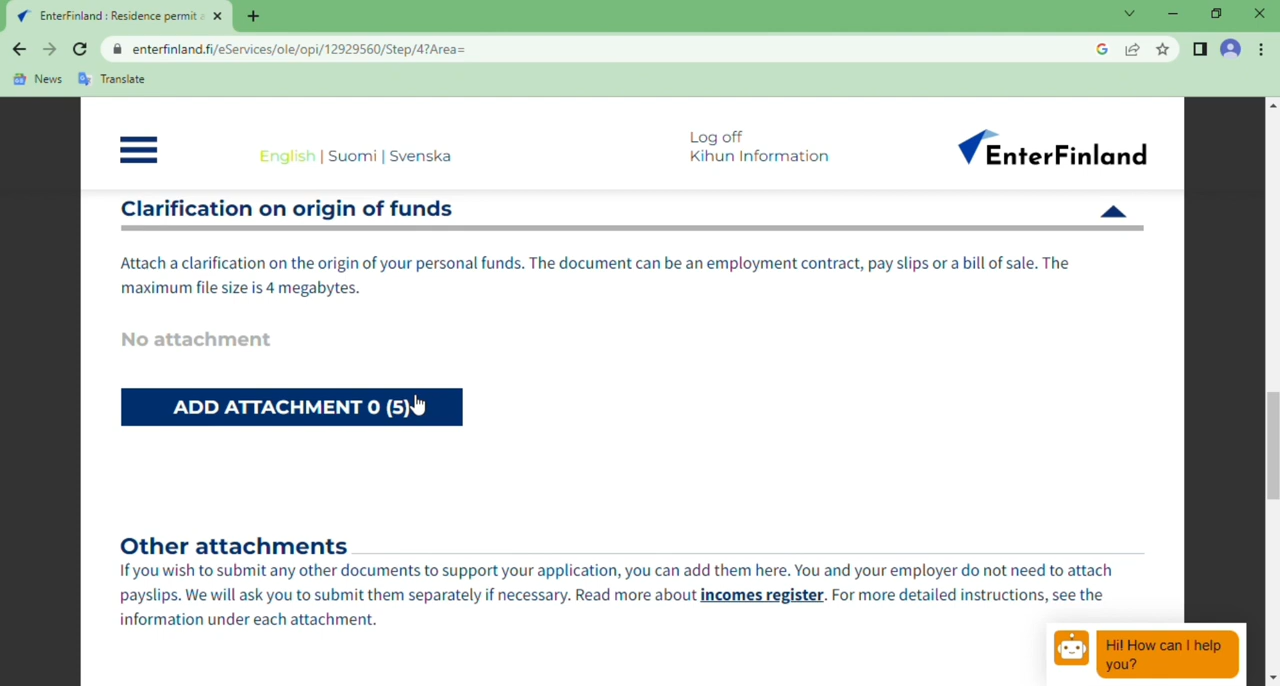 EnterFinland : Residence permit
enterfinland.fi/eServices/ole/opi/12929560/Step/4?Area=
News Translate
English | Suomi | Svenska
Log off
Kihun Information
EnterFinland
Clarification on origin of funds
Attach a clarification on the origin of your personal funds. The document can be an employment contract, pay slips or a bill of sale. The
maximum file size is 4 megabytes.
No attachment
ADD ATTACHMENT 0 (5)
Other attachments
If you wish to submit any other documents to support your application, you can add them here. You and your employer do not need to attach
payslips. We will ask you to submit them separately if necessary. Read more about incomes register. For more detailed instructions, see the
information under each attachment.
Hi! How can I help
you?